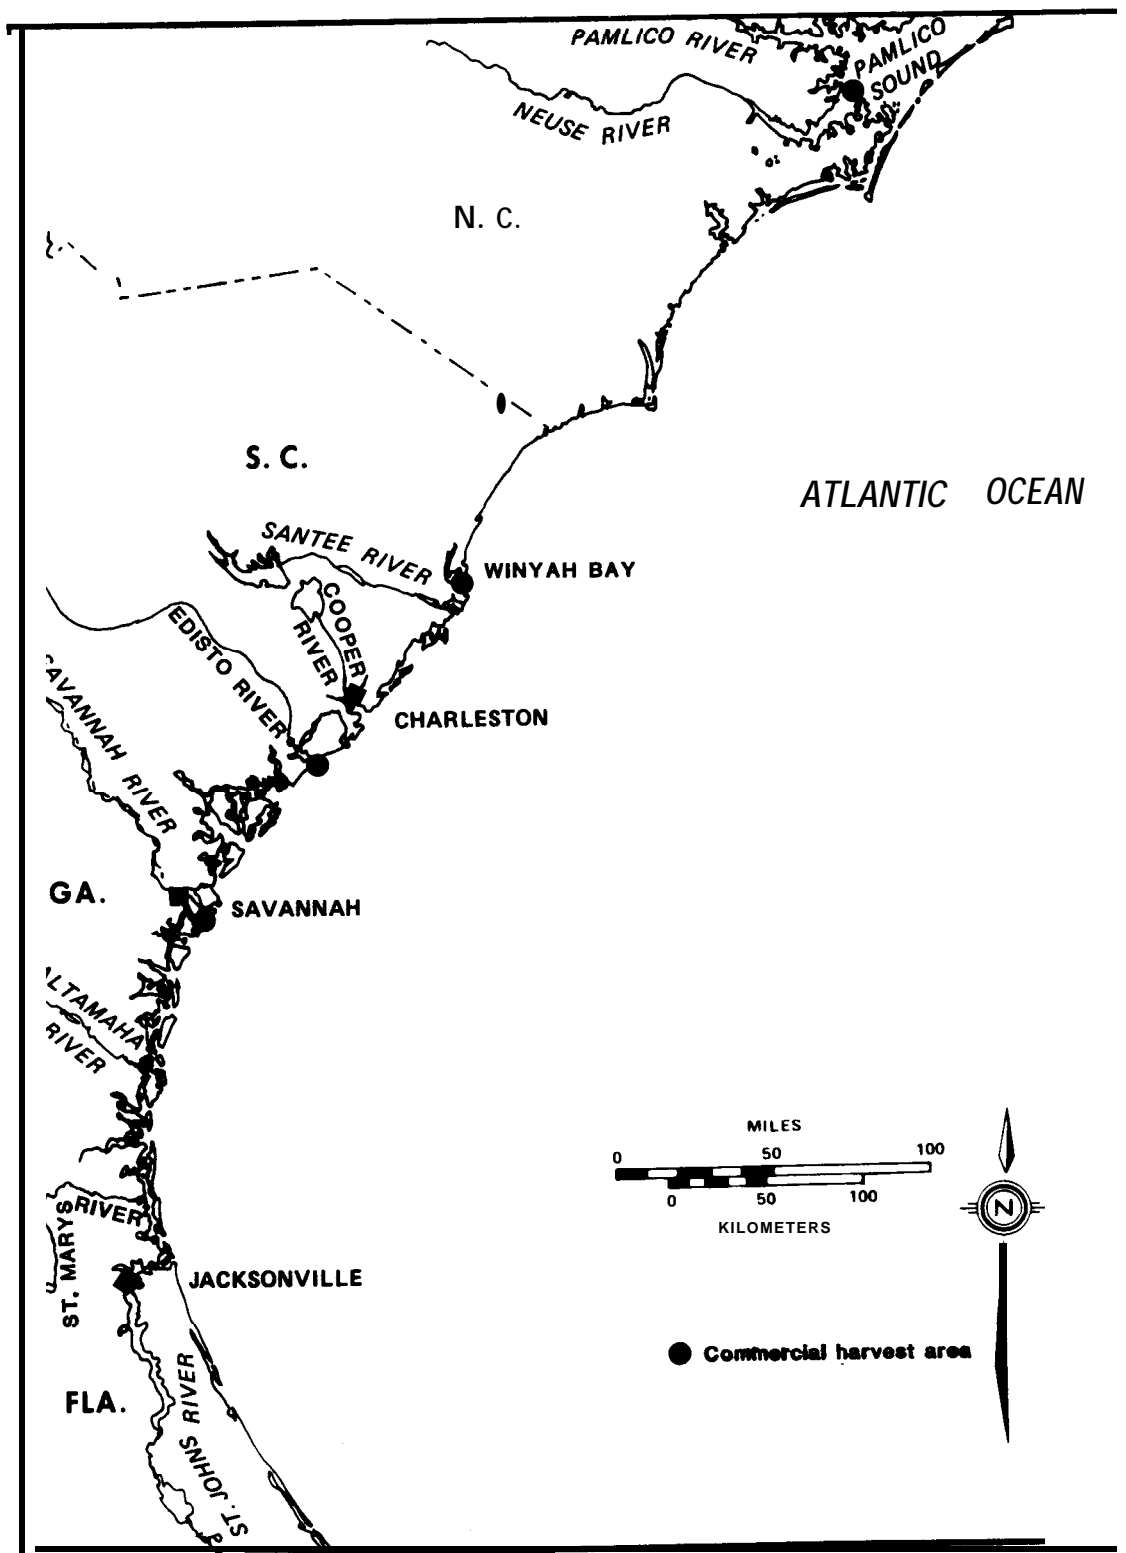 PAMLICO RIVER
PAMLICO
SOUND
NEUSE RIVER
N. C.
S. C.
ATLANTIC OCEAN
SANTEE RIVER
WINYAH BAY
COOPER
RIVER
EDISTO RIVER
CHARLESTON
SAVANNAH RIVER
GA.
SAVANNAH
ALTAMAHA
RIVER
MILES
0 50 100
0 50 100
KILOMETERS
N
ST. MARYS
RIVER
JACKSONVILLE
Commercial harvest area
FLA.
ST. JOHNS RIVER